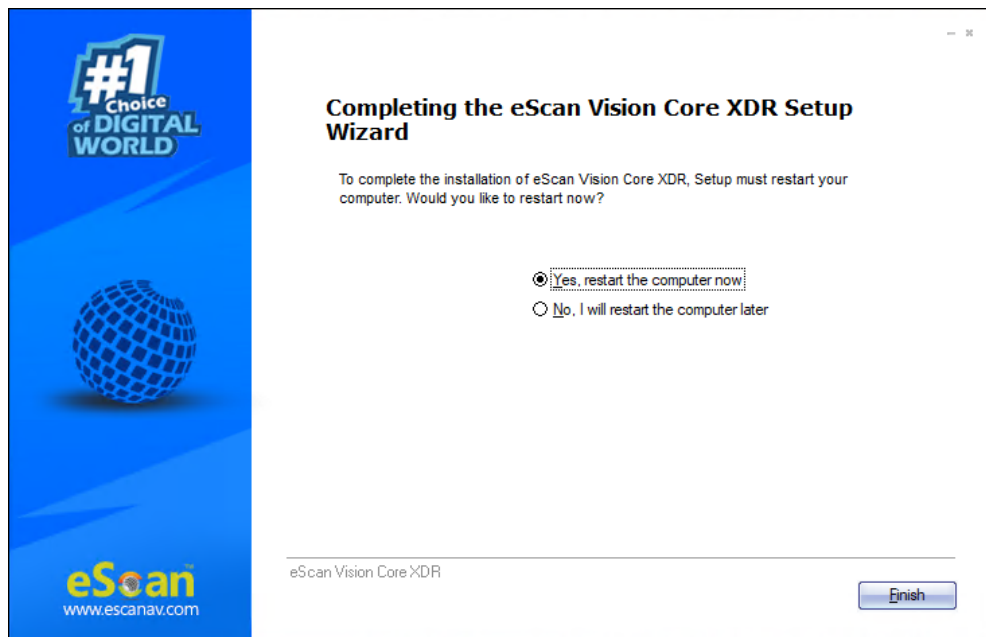 #1
Choice
of DIGITAL
WORLD
Completing the eScan Vision Core XDR Setup
Wizard
To complete the installation of eScan Vision Core XDR, Setup must restart your
computer. Would you like to restart now?
Yes, restart the computer now
No, I will restart the computer later
eScan™
www.escanav.com
eScan Vision Core XDR
Finish